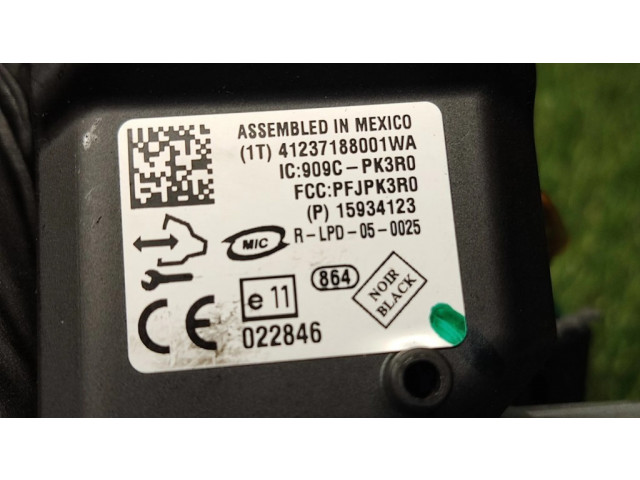 ASSEMBLED IN MEXICO
(1T) 41237188001WA
IC:909C-PK3R0
FCC:PFJPK3R0
(P) 15934123
MIC R-LPD-05-0025
864
NOIR
BLACK
CE e 11
022846